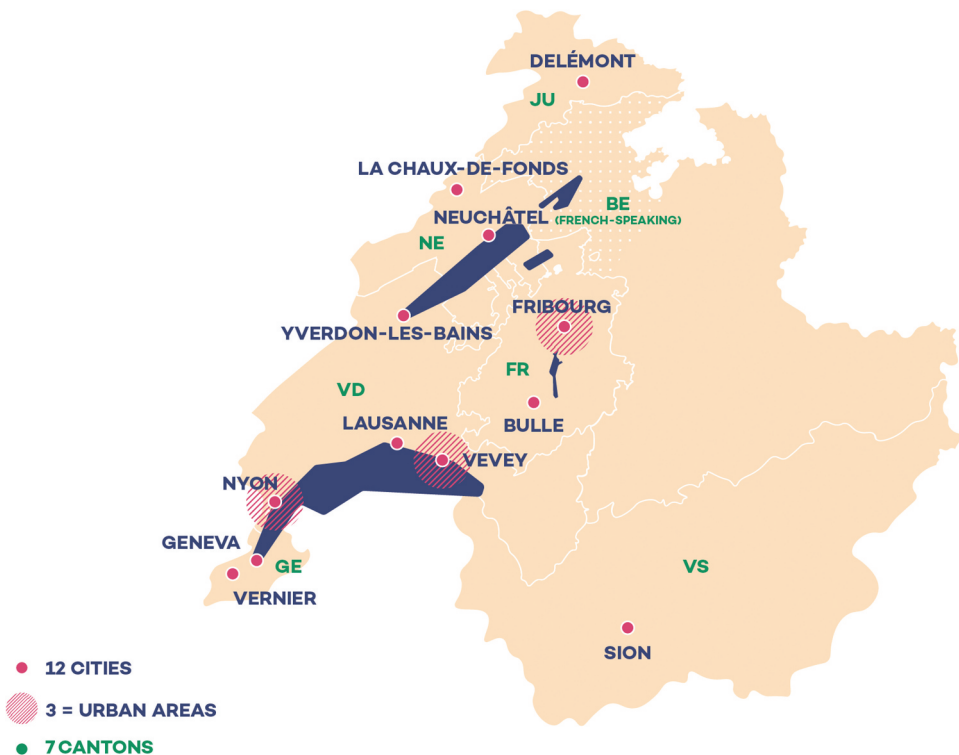 DELÉMONT
JU
LA CHAUX-DE-FONDS
BE
(FRENCH-SPEAKING)
NEUCHÂTEL
NE
FRIBOURG
YVERDON-LES-BAINS
FR
VD
LAUSANNE
BULLE
VEVEY
NYON
GENEVA
GE
VS
VERNIER
SION
12 CITIES
3 = URBAN AREAS
7 CANTONS